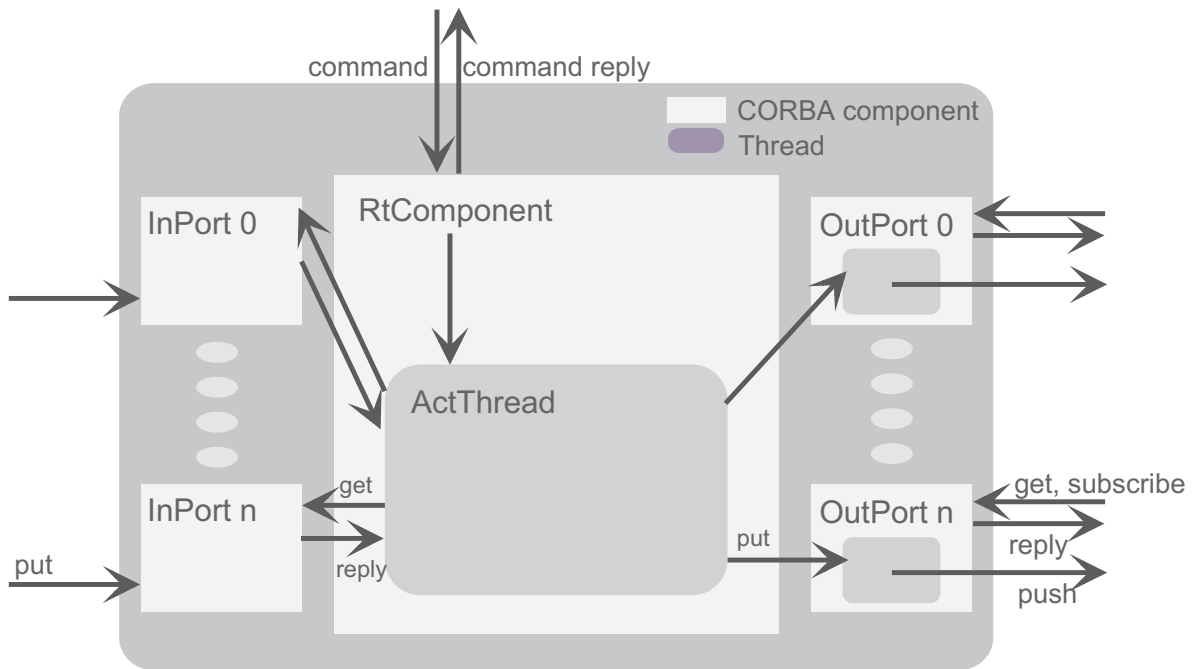 command
command reply
CORBA component
Thread
InPort 0
RtComponent
OutPort 0
ActThread
get
InPort n
reply
put
put
OutPort n
get, subscribe
reply
push